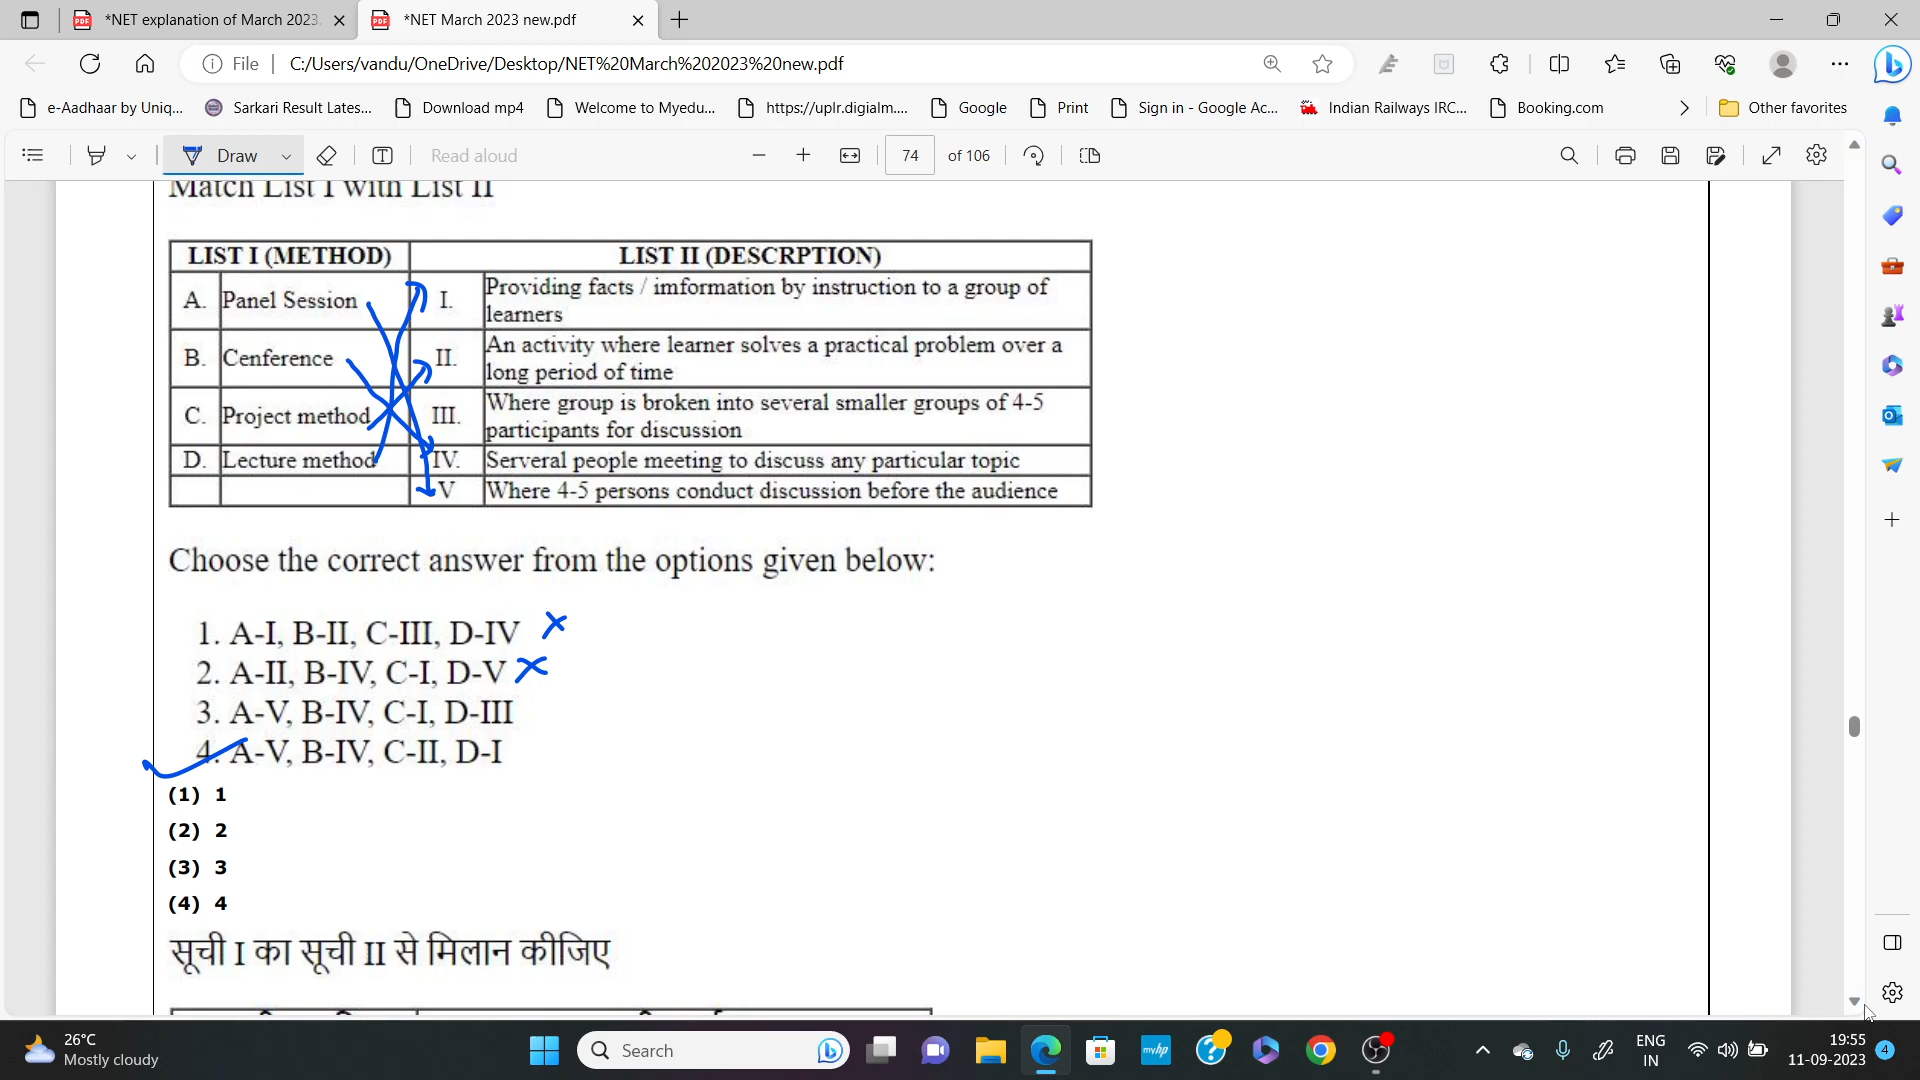 *NET explanation of March 2023.
*NET March 2023 new.pdf
File
C:/Users/vandu/OneDrive/Desktop/NET%20March%202023%20new.pdf
e-Aadhaar by Uniq...
Sarkari Result Lates...
Download mp4
Welcome to Myedu...
https://uplr.digialm....
Google
Print
Sign in - Google Ac...
Indian Railways IRC...
Booking.com
Other favorites
Draw
Read aloud
74 of 106
Match List I with List II
LIST I (METHOD) LIST II (DESCRPTION)
A. Panel Session I. Providing facts / imformation by instruction to a group of
learners
B. Cenference II. An activity where learner solves a practical problem over a
long period of time
C. Project method III. Where group is broken into several smaller groups of 4-5
participants for discussion
D. Lecture method IV. Serveral people meeting to discuss any particular topic
V Where 4-5 persons conduct discussion before the audience
Choose the correct answer from the options given below:
1. A-I, B-II, C-III, D-IV
2. A-II, B-IV, C-I, D-V
3. A-V, B-IV, C-I, D-III
4. A-V, B-IV, C-II, D-I
(1) 1
(2) 2
(3) 3
(4) 4
सूची I का सूची II से मिलान कीजिए
26°C
Mostly cloudy
Search
myhp
ENG
IN
19:55
11-09-2023
4